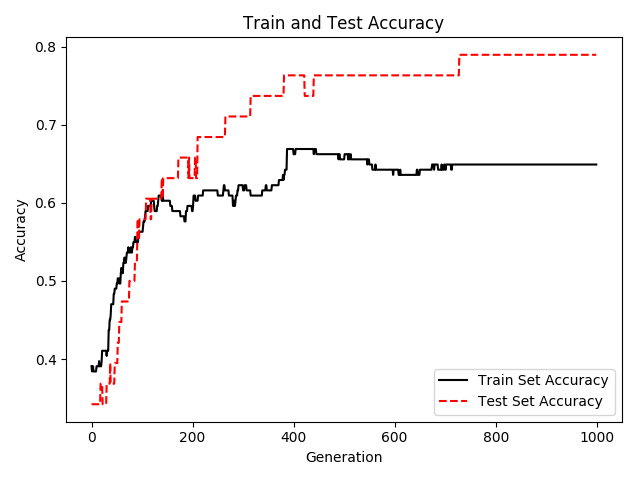 Train and Test Accuracy
0.8
0.7
0.6
0.5
0.4
Accuracy
0
200
400
600
800
1000
Generation
Train Set Accuracy
Test Set Accuracy